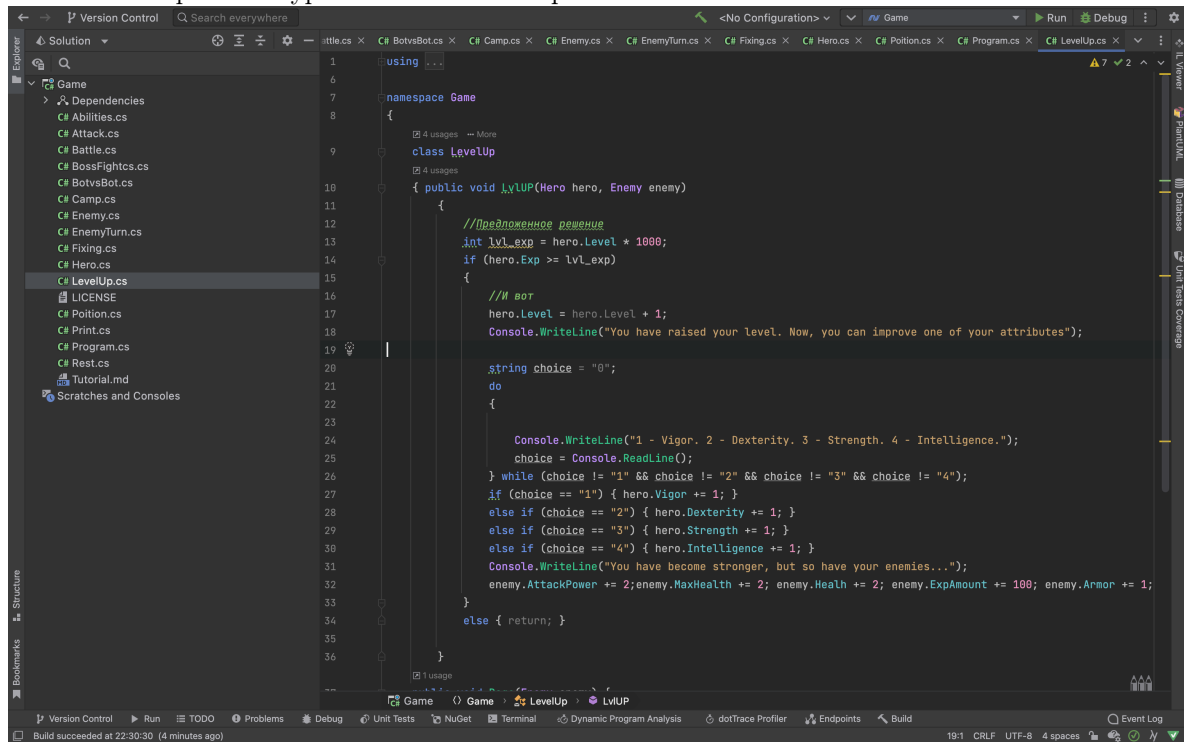 Version Control
Search everywhere
<No Configuration>
Game
Run
Debug
Explorer
Solution
attle.cs
C# BotvsBot.cs
C# Camp.cs
C# Enemy.cs
C# EnemyTurn.cs
C# Fixing.cs
C# Hero.cs
C# Poition.cs
C# Program.cs
C# LevelUp.cs
Game
Dependencies
C# Abilities.cs
C# Attack.cs
C# Battle.cs
C# BossFightcs.cs
C# BotvsBot.cs
C# Camp.cs
C# Enemy.cs
C# EnemyTurn.cs
C# Fixing.cs
C# Hero.cs
C# LevelUp.cs
LICENSE
C# Poition.cs
C# Print.cs
C# Program.cs
C# Rest.cs
Tutorial.md
Scratches and Consoles
Structure
Bookmarks
7 2
1 using ...
6
7 namespace Game
8 {
4 usages More
9 class LevelUp
4 usages
10 { public void LvlUP(Hero hero, Enemy enemy)
11 {
12 //Предложенное решение
13 int lvl_exp = hero.Level * 1000;
14 if (hero.Exp >= lvl_exp)
15 {
16 //И вот
17 hero.Level = hero.Level + 1;
18 Console.WriteLine("You have raised your level. Now, you can improve one of your attributes");
19
20 string choice = "0";
21 do
22 {
23
24 Console.WriteLine("1 - Vigor. 2 - Dexterity. 3 - Strength. 4 - Intelligence.");
25 choice = Console.ReadLine();
26 } while (choice != "1" && choice != "2" && choice != "3" && choice != "4");
27 if (choice == "1") { hero.Vigor += 1; }
28 else if (choice == "2") { hero.Dexterity += 1; }
29 else if (choice == "3") { hero.Strength += 1; }
30 else if (choice == "4") { hero.Intelligence += 1; }
31 Console.WriteLine("You have become stronger, but so have your enemies...");
32 enemy.AttackPower += 2;enemy.MaxHealth += 2; enemy.Healh += 2; enemy.ExpAmount += 100; enemy.Armor += 1;
33 }
34 else { return; }
35
36 }
1 usage
IL Viewer
PlantUML
Database
Unit Tests Coverage
Game
Game
LevelUp
LvlUP
Version Control
Run
TODO
Problems
Debug
Unit Tests
NuGet
Terminal
Dynamic Program Analysis
dotTrace Profiler
Endpoints
Build
Event Log
Build succeeded at 22:30:30 (4 minutes ago)
19:1 CRLF UTF-8 4 spaces